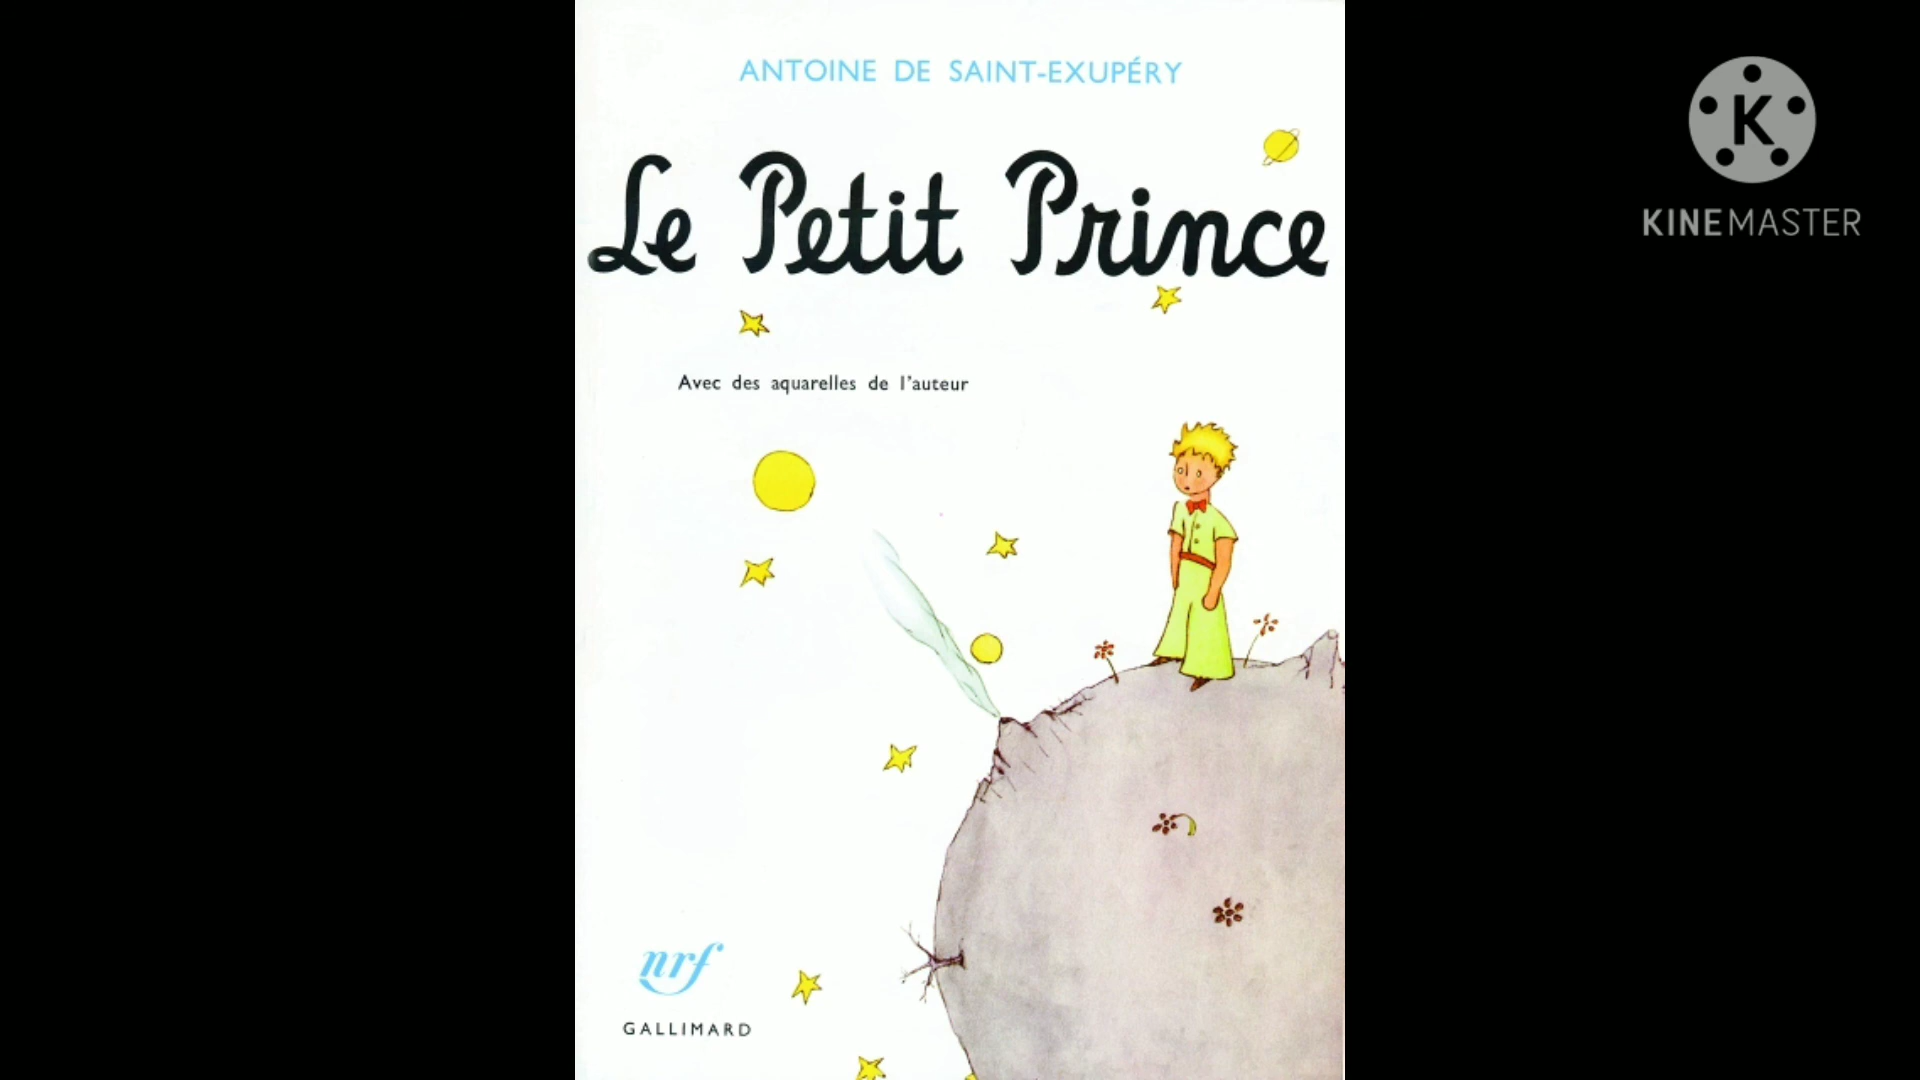 ANTOINE DE SAINT-EXUPÉRY
Le Petit Prince
Avec des aquarelles de l'auteur
nrf
GALLIMARD
K
KINEMASTER